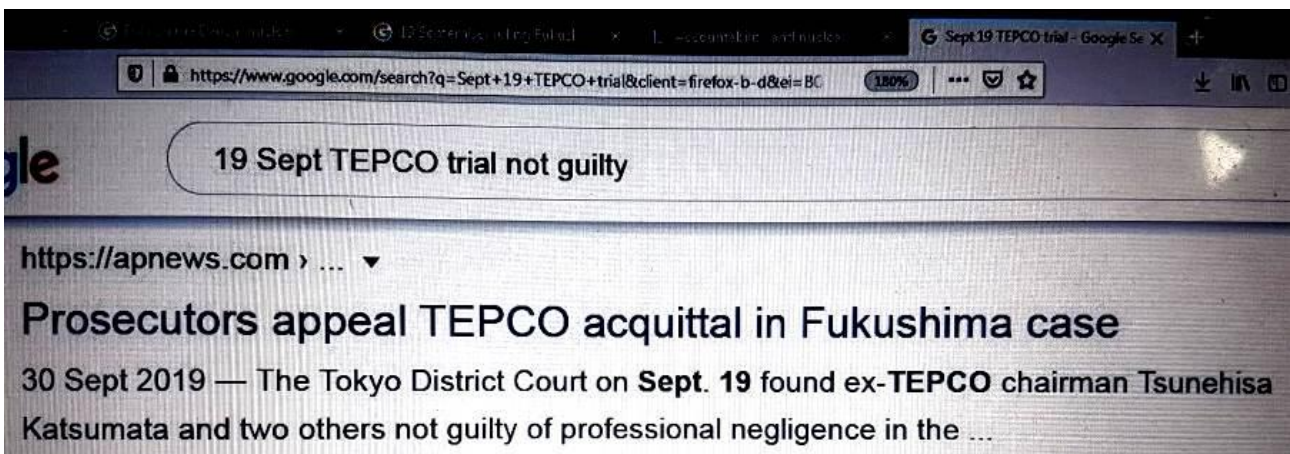 Sept 19 TEPCO trial - Google Se
https://www.google.com/search?q=Sept+19+TEPCO+trial&client=firefox-b-d&ei=B
180%
gle
19 Sept TEPCO trial not guilty
https://apnews.com › ...
Prosecutors appeal TEPCO acquittal in Fukushima case
30 Sept 2019 — The Tokyo District Court on Sept. 19 found ex-TEPCO chairman Tsunehisa
Katsumata and two others not guilty of professional negligence in the ...